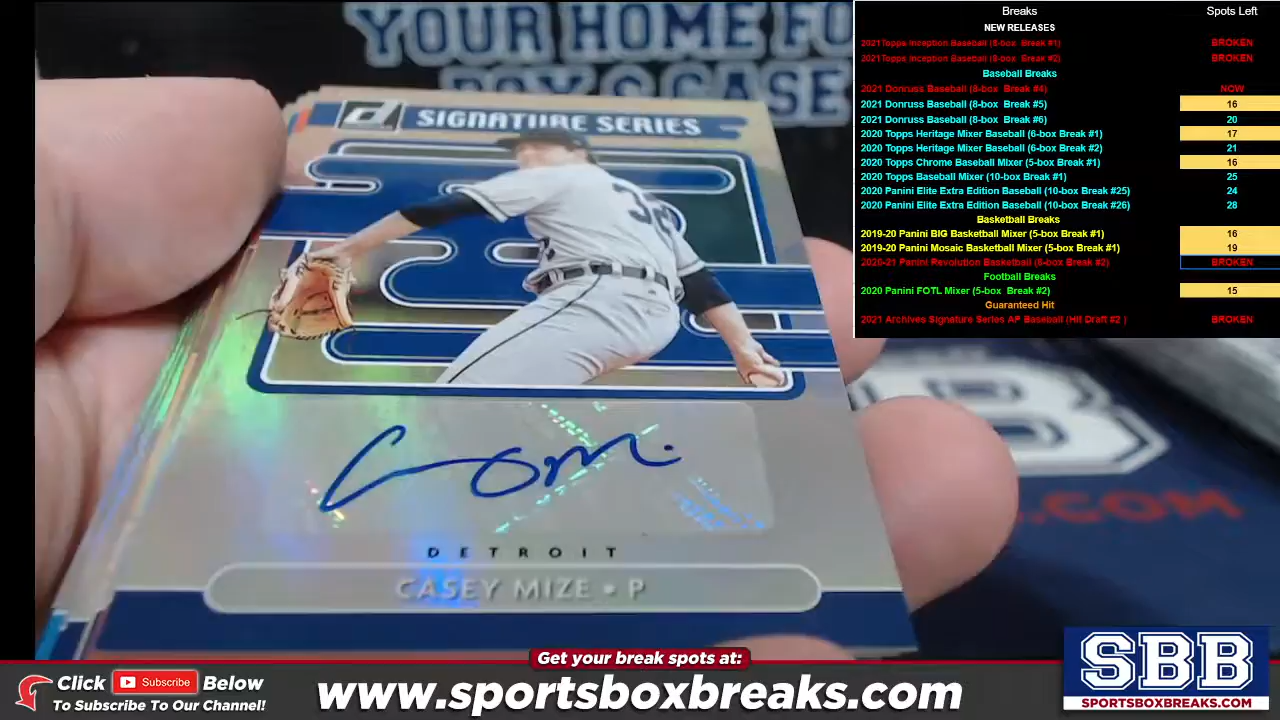 YOUR HOME FO
BOX & CASE
SIGNATURE SERIES
32
DETROIT
CASEY MIZE • P
Breaks Spots Left
NEW RELEASES
2021 Topps Inception Baseball (8-box Break #1) BROKEN
2021 Topps Inception Baseball (8-box Break #2) BROKEN
Baseball Breaks
2021 Donruss Baseball (8-box Break #4) NOW
2021 Donruss Baseball (8-box Break #5) 16
2021 Donruss Baseball (8-box Break #6) 20
2020 Topps Heritage Mixer Baseball (6-box Break #1) 17
2020 Topps Heritage Mixer Baseball (6-box Break #2) 21
2020 Topps Chrome Baseball Mixer (5-box Break #1) 16
2020 Topps Baseball Mixer (10-box Break #1) 25
2020 Panini Elite Extra Edition Baseball (10-box Break #25) 24
2020 Panini Elite Extra Edition Baseball (10-box Break #26) 28
Basketball Breaks
2019-20 Panini BIG Basketball Mixer (5-box Break #1) 16
2019-20 Panini Mosaic Basketball Mixer (5-box Break #1) 19
2020-21 Panini Revolution Basketball (8-box Break #2) BROKEN
Football Breaks
2020 Panini FOTL Mixer (5-box Break #2) 15
Guaranteed Hit
2021 Archives Signature Series AP Baseball (Hit Draft #2 ) BROKEN
B
.COM
Get your break spots at:
Click Subscribe Below
To Subscribe To Our Channel!
www.sportsboxbreaks.com
SBB
SPORTSBOXBREAKS.COM